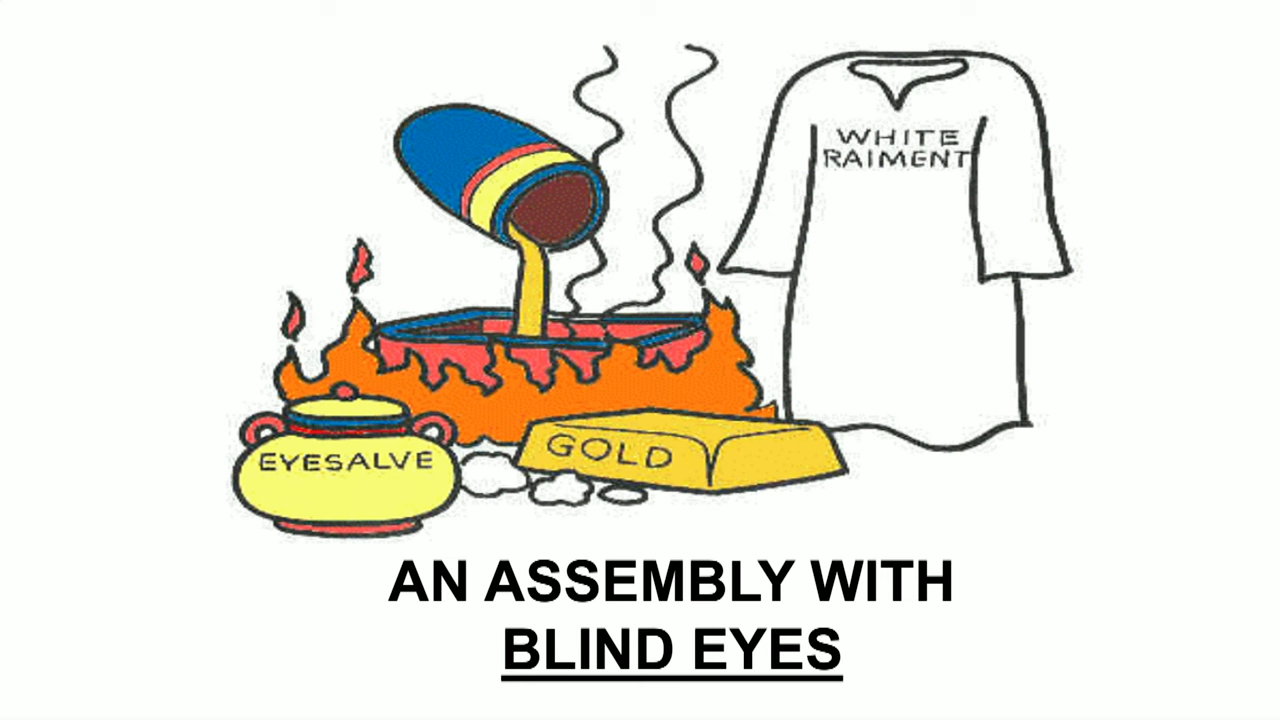 WHITE
RAIMENT
EYESALVE
GOLD
AN ASSEMBLY WITH
BLIND EYES